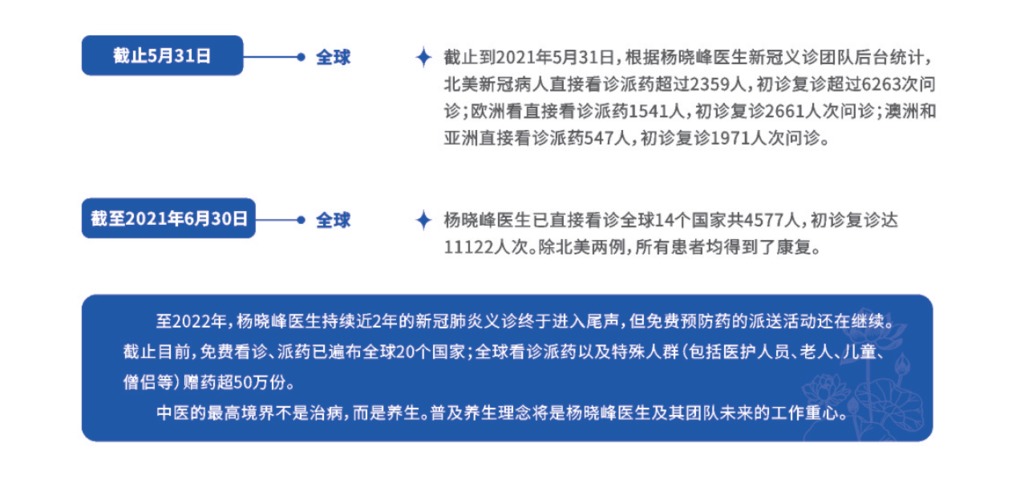 截止5月31日
全球
截止到2021年5月31日，根据杨晓峰医生新冠义诊团队后台统计，
北美新冠病人直接看诊派药超过2359人，初诊复诊超过6263次问
诊；欧洲看直接看诊派药1541人，初诊复诊2661人次问诊；澳洲和
亚洲直接看诊派药547人，初诊复诊1971人次问诊。
截至2021年6月30日
全球
杨晓峰医生已直接看诊全球14个国家共4577人，初诊复诊达
11122人次。除北美两例，所有患者均得到了康复。
至2022年，杨晓峰医生持续近2年的新冠肺炎义诊终于进入尾声，但免费预防药的派送活动还在继续。
截止目前，免费看诊、派药已遍布全球20个国家；全球看诊派药以及特殊人群（包括医护人员、老人、儿童、
僧侣等）赠药超50万份。
中医的最高境界不是治病，而是养生。普及养生理念将是杨晓峰医生及其团队未来的工作重心。